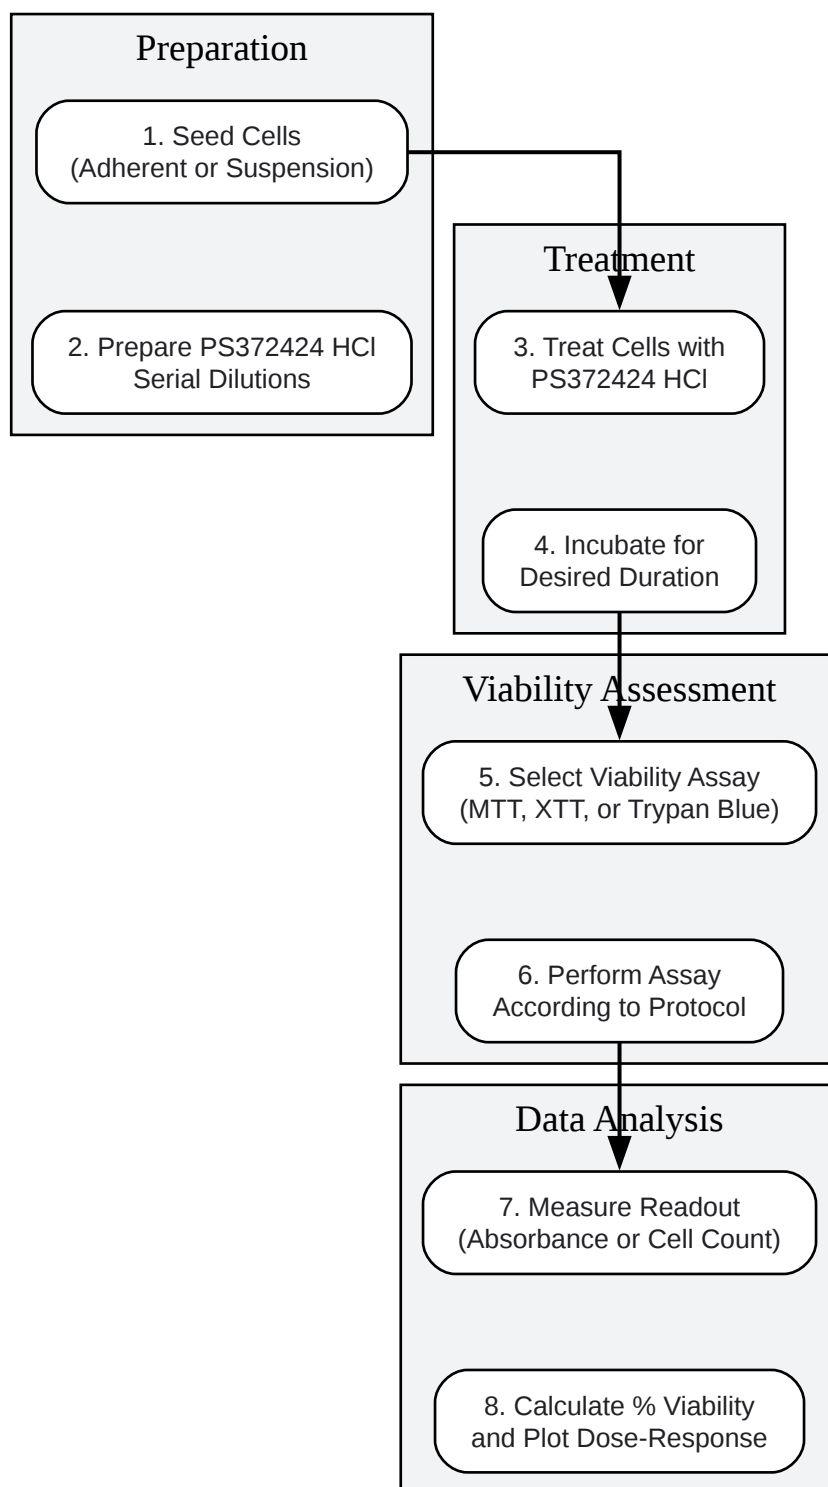 Preparation
1. Seed Cells
(Adherent or Suspension)
2. Prepare PS372424 HCl
Serial Dilutions
Treatment
3. Treat Cells with
PS372424 HCl
4. Incubate for
Desired Duration
Viability Assessment
5. Select Viability Assay
(MTT, XTT, or Trypan Blue)
6. Perform Assay
According to Protocol
Data Analysis
7. Measure Readout
(Absorbance or Cell Count)
8. Calculate % Viability
and Plot Dose-Response